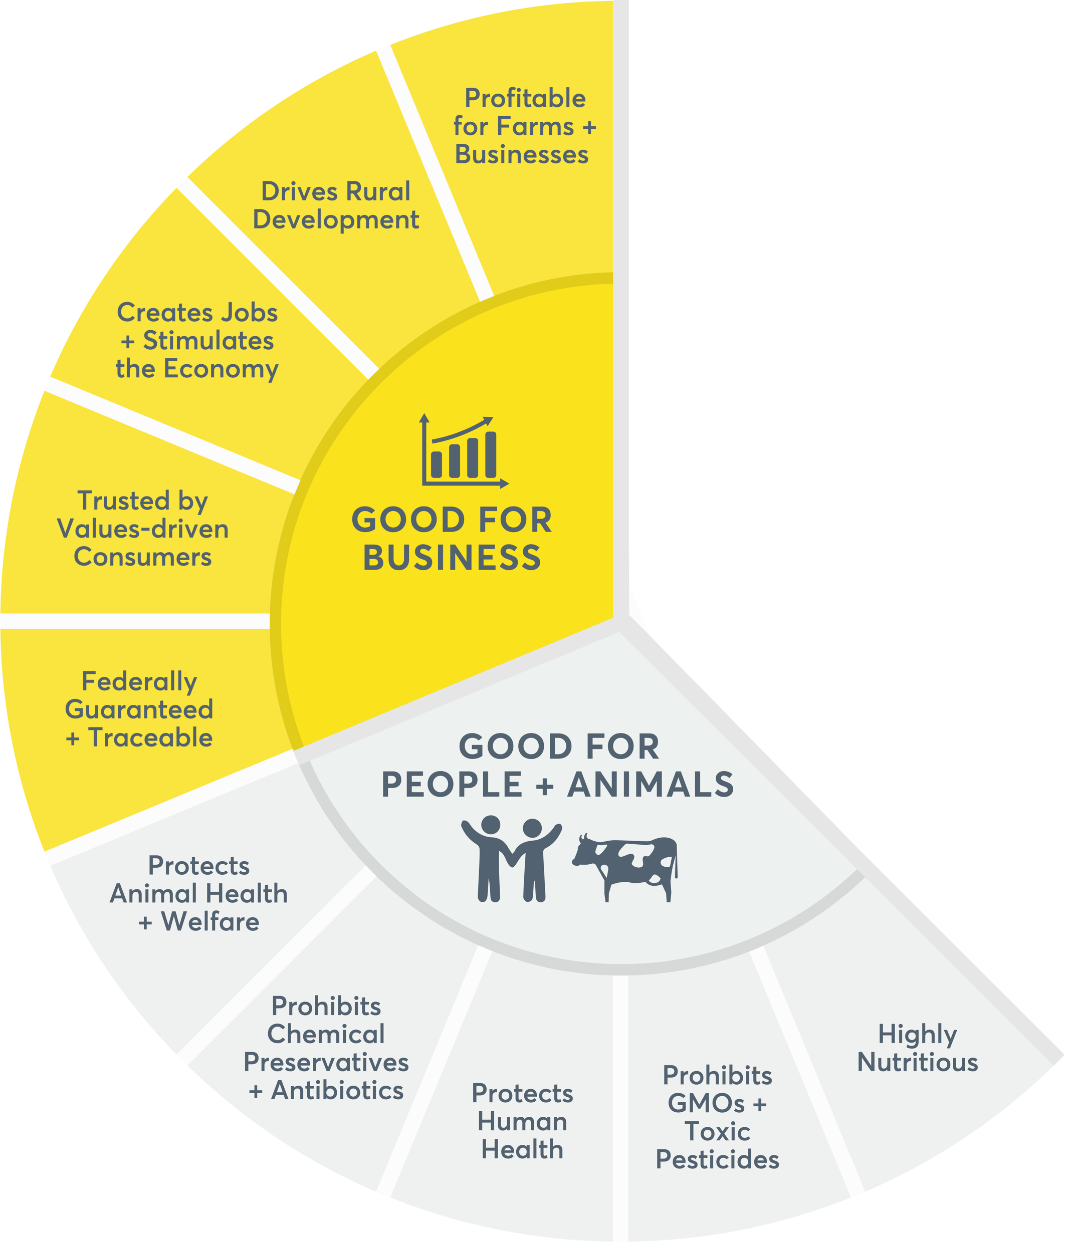 Profitable
for Farms +
Businesses
Drives Rural
Development
Creates Jobs
+ Stimulates
the Economy
Trusted by
Values-driven
Consumers
Federally
Guaranteed
+ Traceable
GOOD FOR
BUSINESS
GOOD FOR
PEOPLE + ANIMALS
Protects
Animal Health
+ Welfare
Prohibits
Chemical
Preservatives
+ Antibiotics
Protects
Human
Health
Prohibits
GMOs +
Toxic
Pesticides
Highly
Nutritious